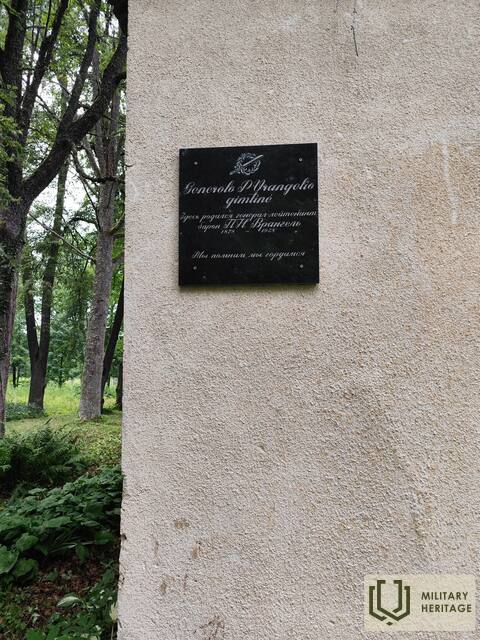 Generolo P.Vrangelio
gimtinė
Здесь родился генерал-лейтенант
барон П.Н.Врангель
1878 1928
Мы помним мы гордимся
MILITARY
HERITAGE